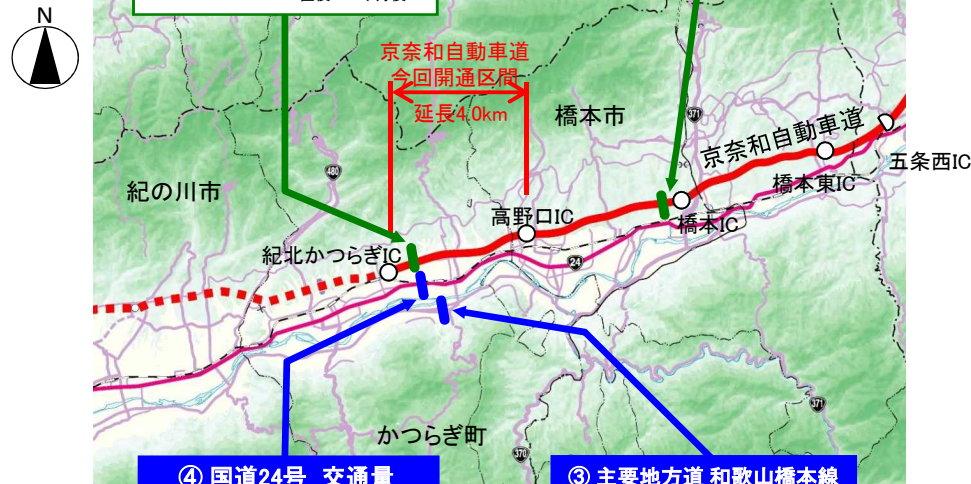 N
京奈和自動車道
今回開通区間
延長4.0km
橋本市
371
京奈和自動車道
五条西IC
橋本東IC
480
紀の川市
高野口IC
橋本IC
紀北かつらぎIC
24
371
かつらぎ町
370
④ 国道24号 交通量
③ 主要地方道 和歌山橋本線